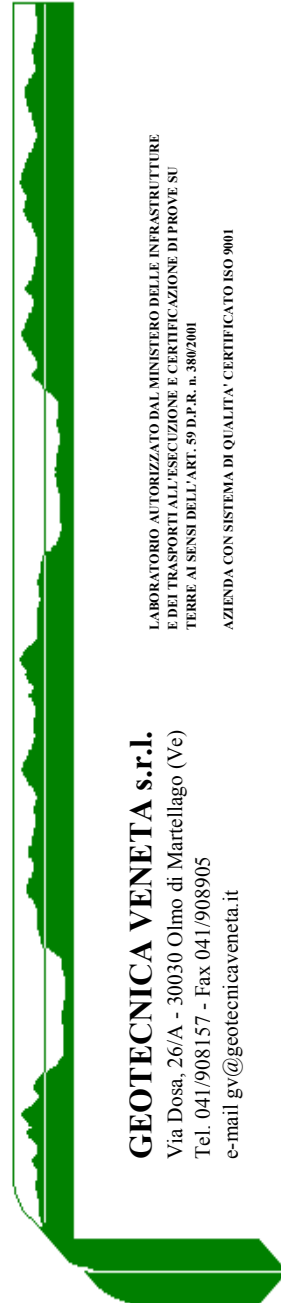 GEOTECNICA VENETA s.r.l.
Via Dosa, 26/A - 30030 Olmo di Martellago (Ve)
Tel. 041/908157 - Fax 041/908905
e-mail gv@geotecnicaveneta.it
LABORATORIO AUTORIZZATO DAL MINISTERO DELLE INFRASTRUTTURE
E DEI TRASPORTI ALL'ESECUZIONE E CERTIFICAZIONE DI PROVE SU
TERRE AI SENSI DELL'ART. 59 D.P.R. n. 380/2001
AZIENDA CON SISTEMA DI QUALITA' CERTIFICATO ISO 9001